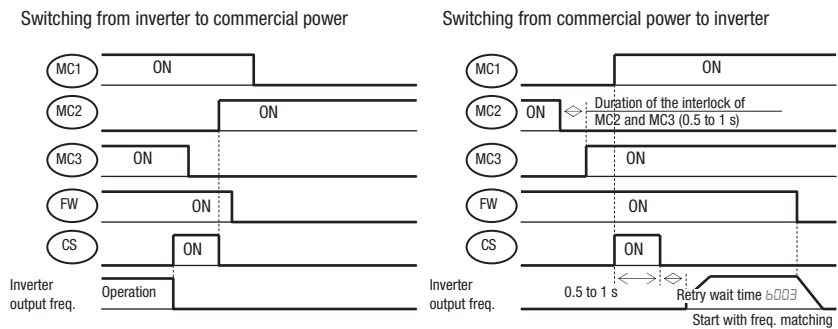 Switching from inverter to commercial power
MC1
ON
MC2
ON
MC3
ON
FW
ON
CS
ON
Inverter
output freq.
Operation
Switching from commercial power to inverter
MC1
ON
MC2
ON
Duration of the interlock of
MC2 and MC3 (0.5 to 1 s)
MC3
ON
FW
ON
CS
ON
Inverter
output freq.
0.5 to 1 s
Retry wait time b003
Start with freq. matching